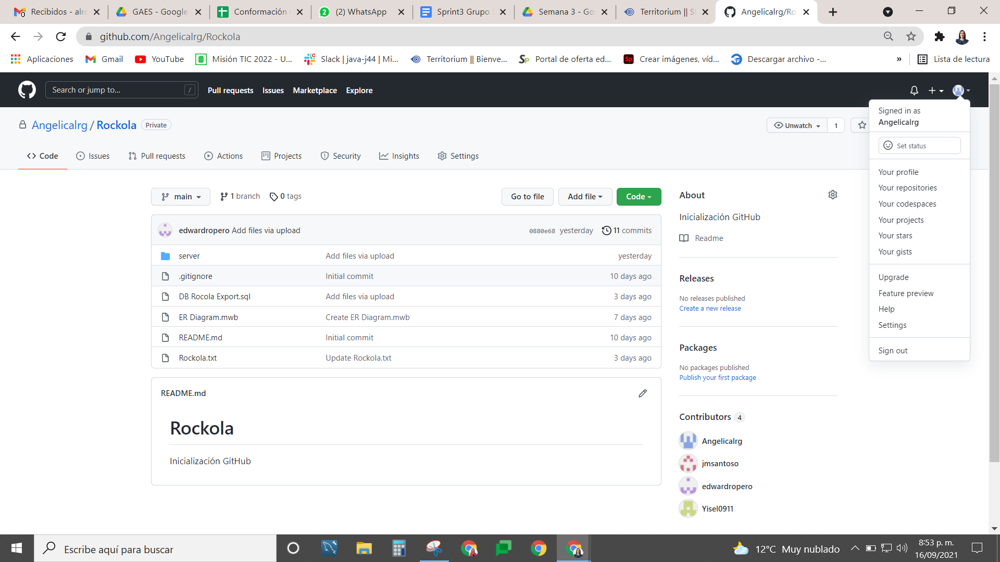 Recibidos - alro
GAES - Google
Conformación
2 (2) WhatsApp
Sprint3 Grupo
Semana 3 - Go
Territorium || S
Angelicalrg/Ro
github.com/Angelicalrg/Rockola
Aplicaciones
Gmail
YouTube
Misión TIC 2022 - U...
Slack | java-j44 | Mi...
Territorium || Bienve...
Portal de oferta ed...
Crear imágenes, víd...
Descargar archivo -...
»
Lista de lectura
Search or jump to... /
Pull requests
Issues
Marketplace
Explore
Angelicalrg / Rockola Private
Unwatch 1
Signed in as
Angelicalrg
Set status
Your profile
Your repositories
Your codespaces
Your projects
Your stars
Your gists
Upgrade
Feature preview
Help
Settings
Sign out
Code
Issues
Pull requests
Actions
Projects
Security
Insights
Settings
main
1 branch
0 tags
Go to file
Add file
Code
edwardropero Add files via upload 0880e68 yesterday 11 commits
server Add files via upload yesterday
.gitignore Initial commit 10 days ago
DB Rocola Export.sql Add files via upload 3 days ago
ER Diagram.mwb Create ER Diagram.mwb 7 days ago
README.md Initial commit 10 days ago
Rockola.txt Update Rockola.txt 3 days ago
README.md
Rockola
Inicialización GitHub
About
Inicialización GitHub
Readme
Releases
No releases published
Create a new release
Packages
No packages published
Publish your first package
Contributors 4
Angelicalrg
jmsantoso
edwardropero
Yisel0911
Escribe aquí para buscar
12°C Muy nublado
8:53 p. m.
16/09/2021